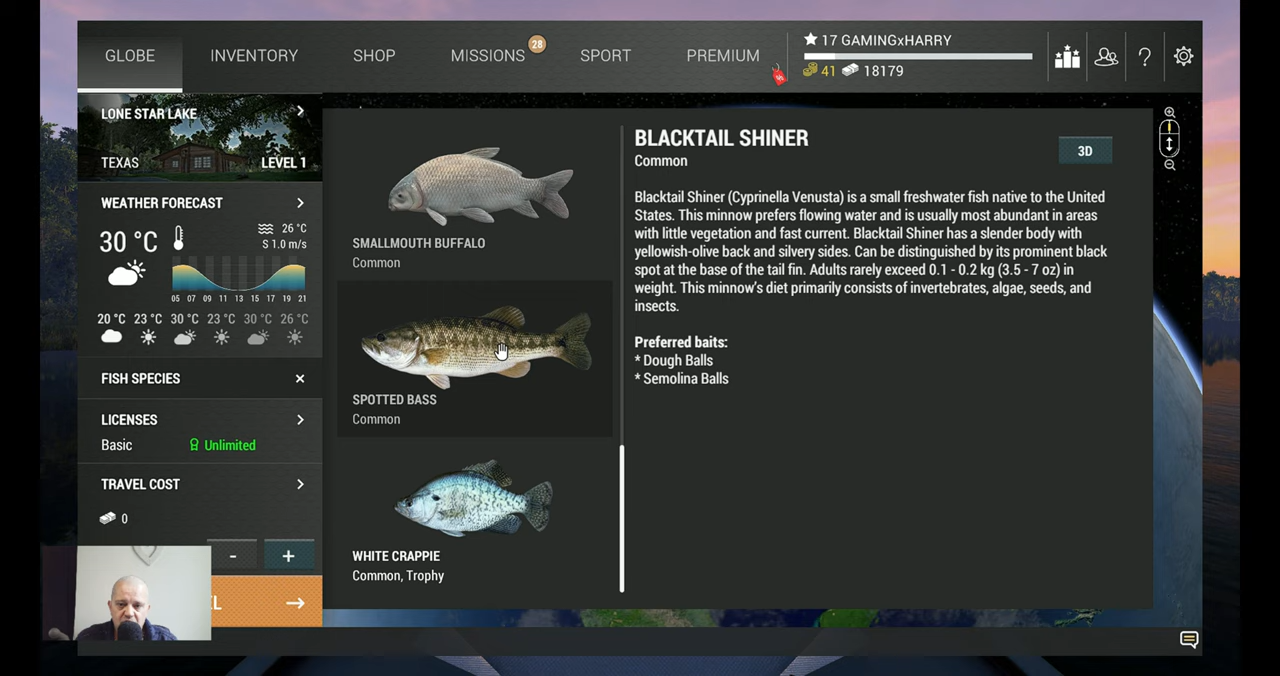 GLOBE
INVENTORY
SHOP
MISSIONS
28
SPORT
PREMIUM
17 GAMINGxHARRY
41 18179
?
LONE STAR LAKE
TEXAS LEVEL 1
WEATHER FORECAST
30 °C
26 °C
S 1.0 m/s
05 07 09 11 13 15 17 19 21
20 °C 23 °C 30 °C 23 °C 30 °C 26 °C
FISH SPECIES
LICENSES
Basic Unlimited
TRAVEL COST
0
- +
SMALLMOUTH BUFFALO
Common
SPOTTED BASS
Common
WHITE CRAPPIE
Common, Trophy
BLACKTAIL SHINER
Common
3D
Blacktail Shiner (Cyprinella Venusta) is a small freshwater fish native to the United
States. This minnow prefers flowing water and is usually most abundant in areas
with little vegetation and fast current. Blacktail Shiner has a slender body with
yellowish-olive back and silvery sides. Can be distinguished by its prominent black
spot at the base of the tail fin. Adults rarely exceed 0.1 - 0.2 kg (3.5 - 7 oz) in
weight. This minnow's diet primarily consists of invertebrates, algae, seeds, and
insects.
Preferred baits:
* Dough Balls
* Semolina Balls